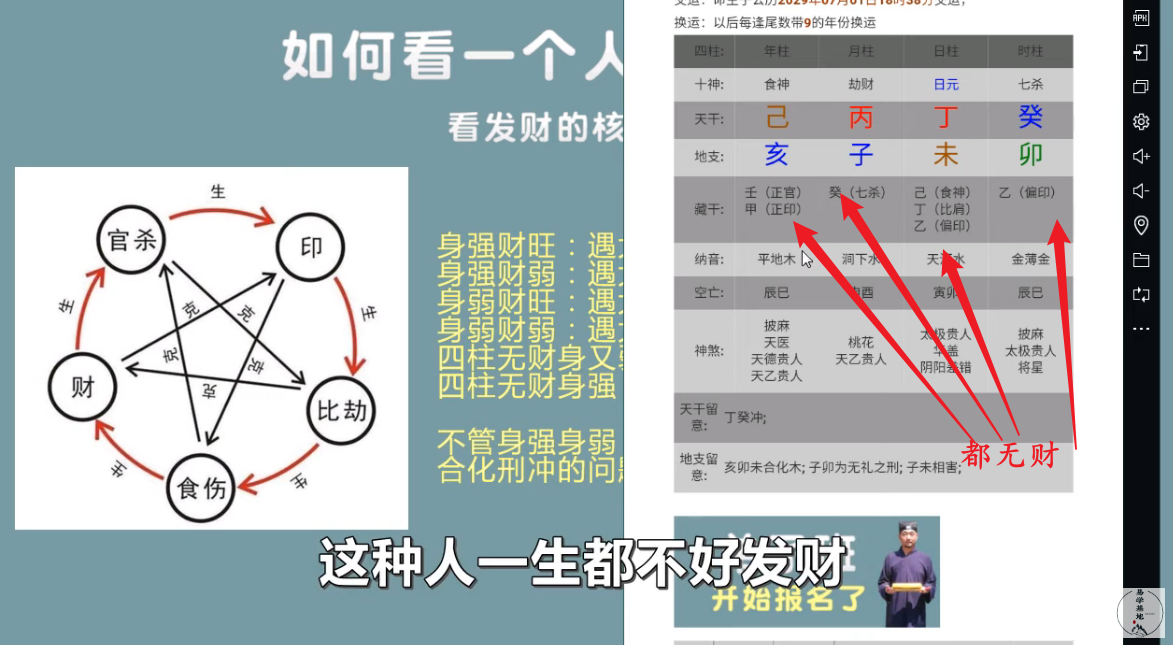 如何看一个人
看发财的核
生
官杀
印
生
克
克
生
克
克
克
财
比劫
生
食伤
生
身强财旺：遇
身强财弱：遇
身弱财旺：遇
身弱财弱：遇
四柱无财身又
四柱无财身强
不管身强身弱
合化刑冲的问
换运：以后每逢尾数带9的年份换运
四柱: 年柱 月柱 日柱 时柱
十神: 食神 劫财 日元 七杀
天干: 己 丙 丁 癸
地支: 亥 子 未 卯
藏干: 壬（正官） 癸（七杀） 己（食神） 乙（偏印）
甲（正印） 丁（比肩）
乙（偏印）
纳音: 平地木 涧下水 天河水 金薄金
空亡: 辰巳 申酉 寅卯 辰巳
神煞: 披麻 桃花 太极贵人 披麻
天医 天乙贵人 华盖 太极贵人
天德贵人 阴阳差错 将星
天乙贵人
天干留意: 丁癸冲;
地支留意: 亥卯未合化木; 子卯为无礼之刑; 子未相害;
都无财
开始报名了
这种人一生都不好发财
易学基地